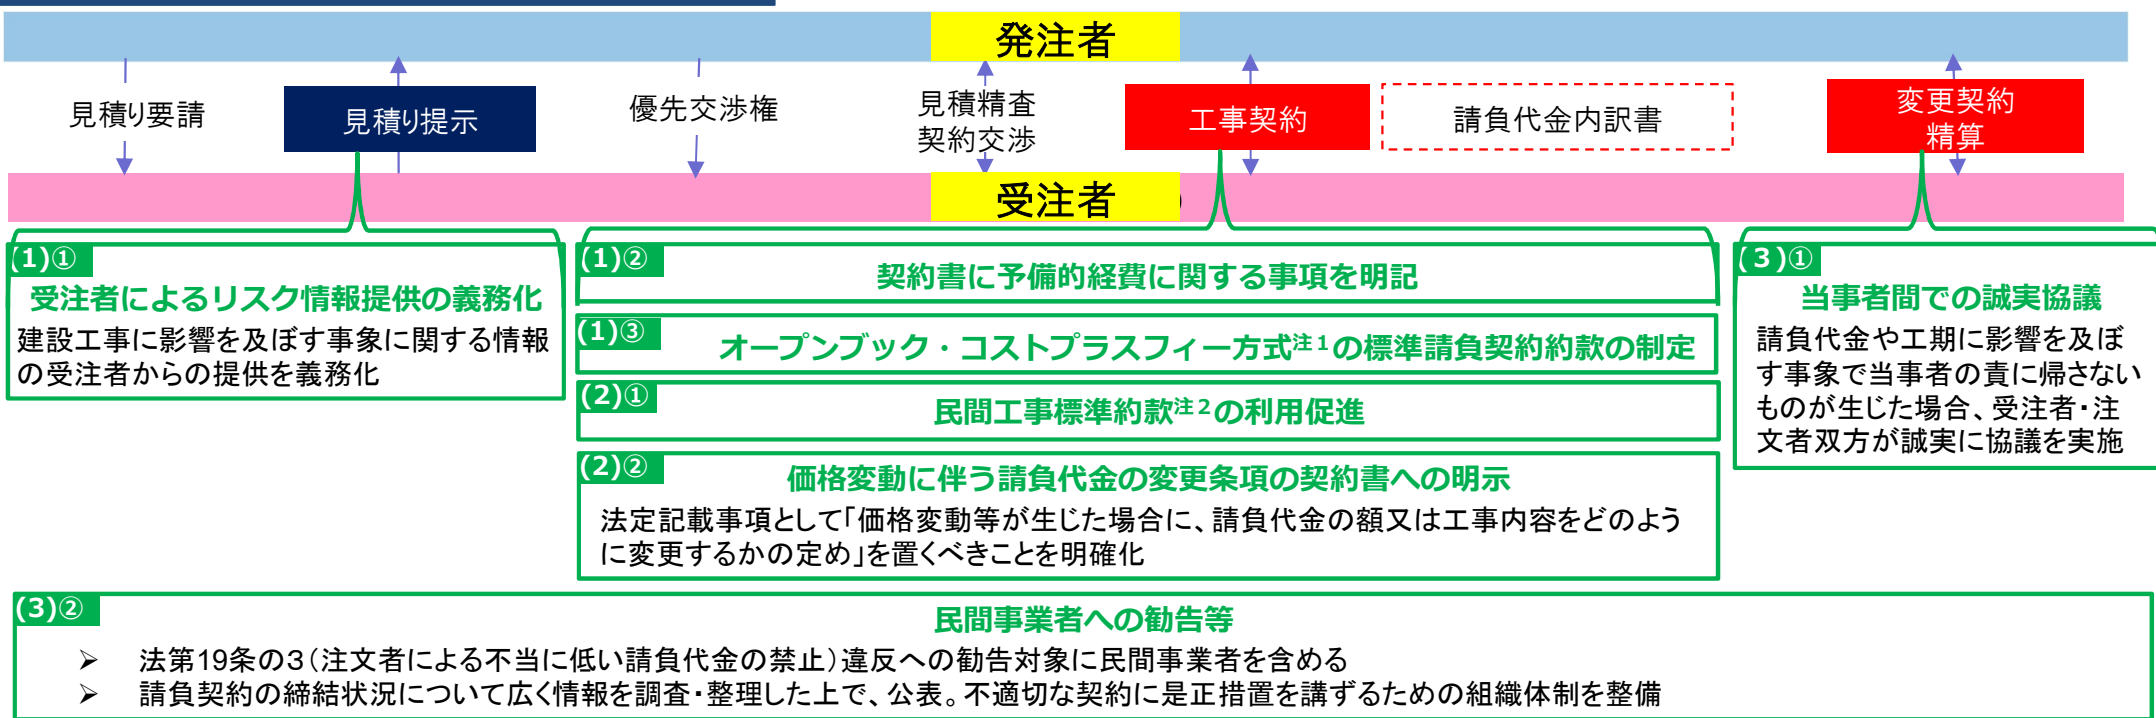 発注者
見積り要請
見積り提示
優先交渉権
見積精査
契約交渉
工事契約
請負代金内訳書
変更契約
精算
受注者
(1)①
受注者によるリスク情報提供の義務化
建設工事に影響を及ぼす事象に関する情報
の受注者からの提供を義務化
(1)②
契約書に予備的経費に関する事項を明記
(1)③
オープンブック・コストプラスフィー方式注1の標準請負契約約款の制定
(2)①
民間工事標準約款注2の利用促進
(2)②
価格変動に伴う請負代金の変更条項の契約書への明示
法定記載事項として「価格変動等が生じた場合に、請負代金の額又は工事内容をどのよう
に変更するかの定め」を置くべきことを明確化
(3)①
当事者間での誠実協議
請負代金や工期に影響を及ぼ
す事象で当事者の責に帰さない
ものが生じた場合、受注者・注
文者双方が誠実に協議を実施
(3)②
民間事業者への勧告等
➢ 法第19条の3(注文者による不当に低い請負代金の禁止)違反への勧告対象に民間事業者を含める
➢ 請負契約の締結状況について広く情報を調査・整理した上で、公表。不適切な契約に是正措置を講ずるための組織体制を整備